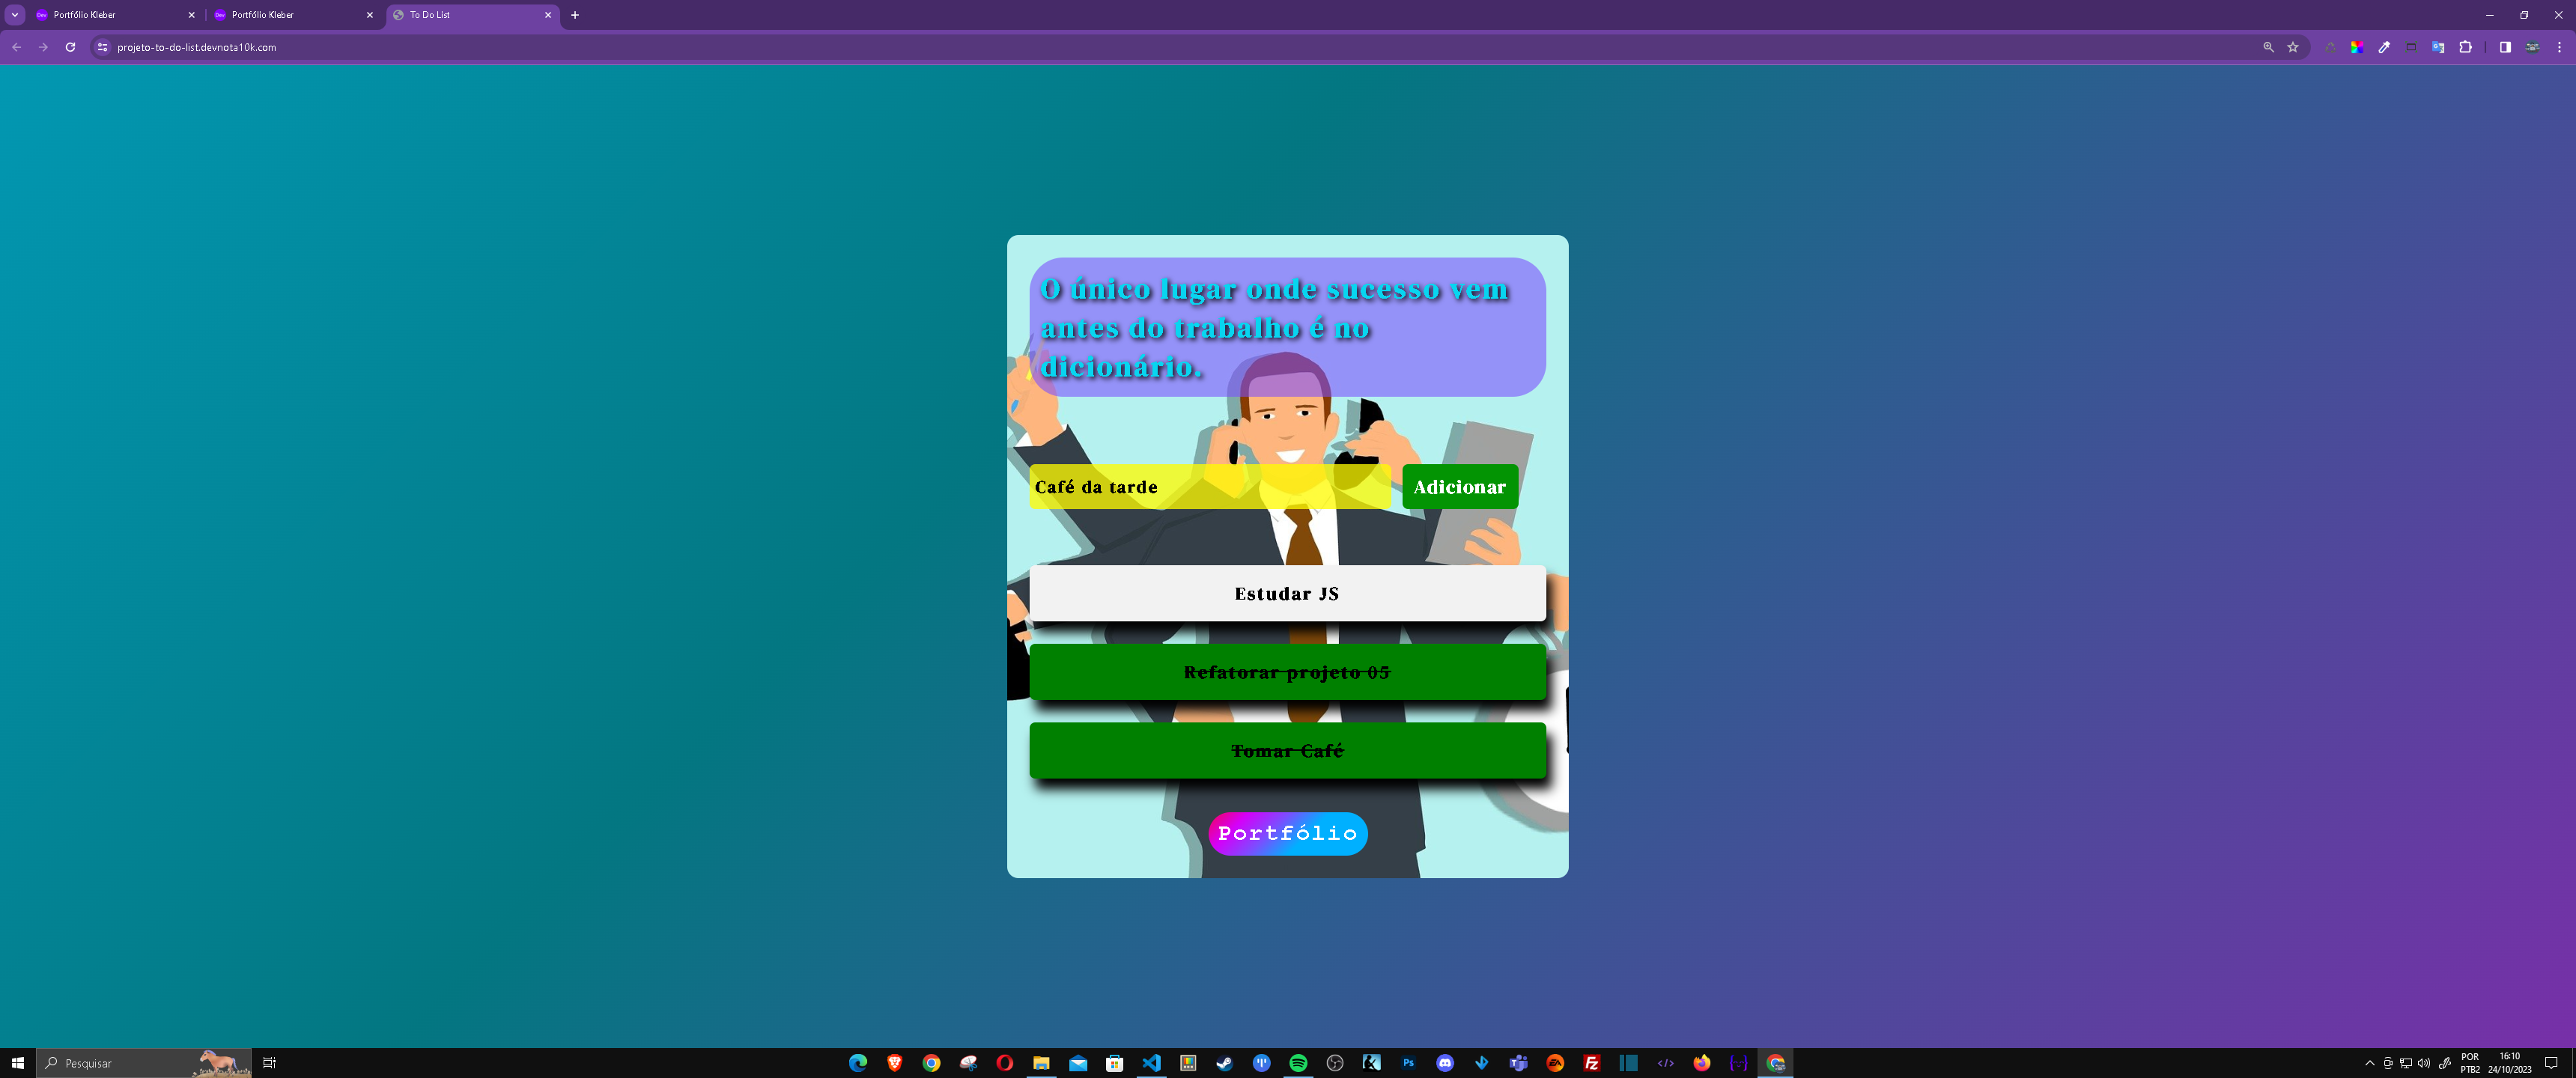 Portfólio Kleber
Portfólio Kleber
To Do List
projeto-to-do-list.devnota10k.com
O único lugar onde sucesso vem
antes do trabalho é no
dicionário.
Café da tarde
Adicionar
Estudar JS
Refatorar projeto 05
Tomar Café
Portfólio
Pesquisar
POR
PTB2
16:10
24/10/2023